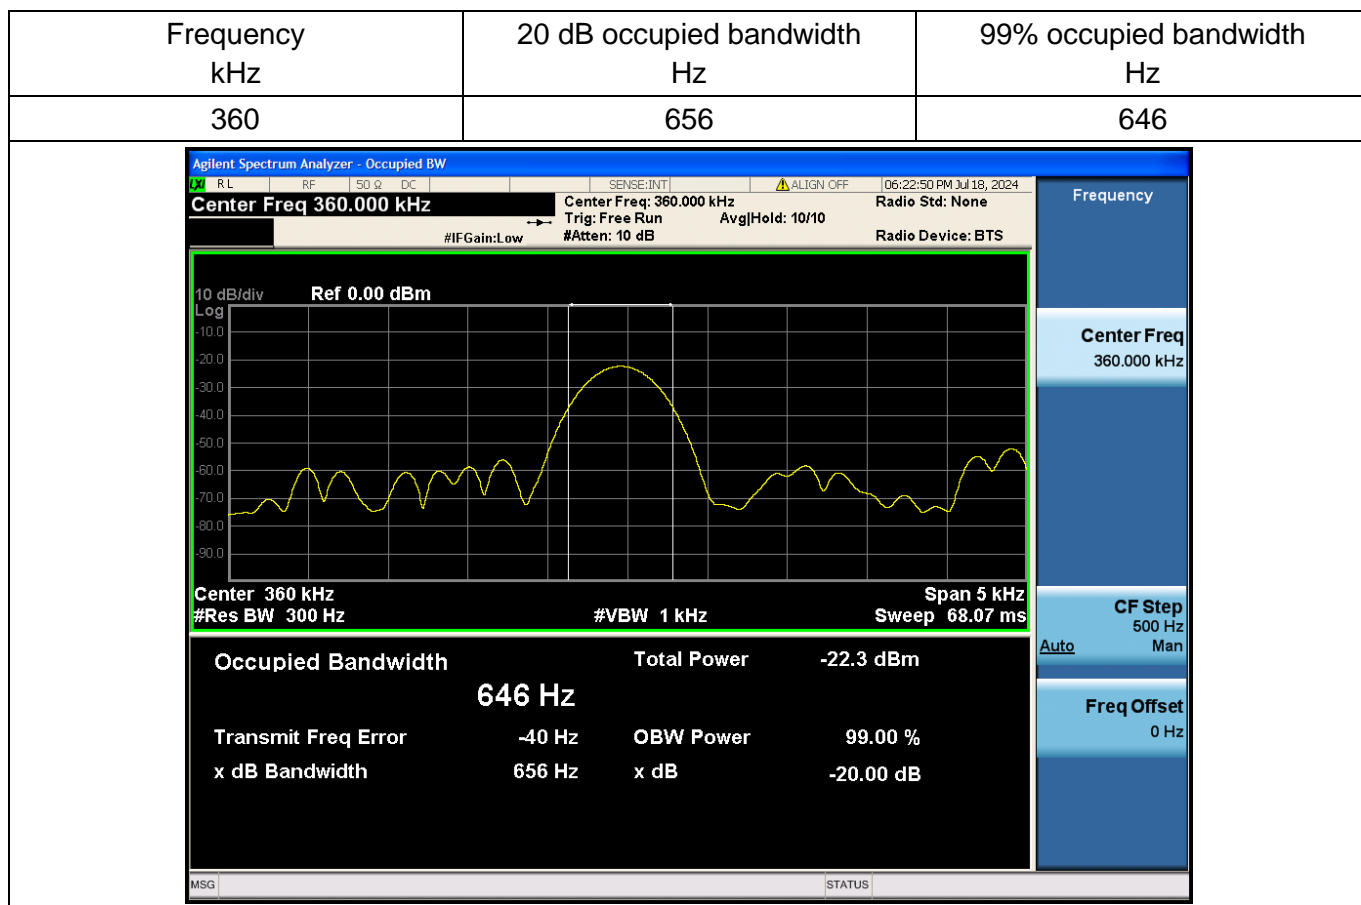 Frequency 20 dB occupied bandwidth 99% occupied bandwidth
kHz Hz Hz
360 656 646
Agilent Spectrum Analyzer - Occupied BW
LXI RL RF 50 Ω DC SENSE:INT ALIGN OFF 06:22:50 PM Jul 18, 2024
Center Freq 360.000 kHz
Center Freq: 360.000 kHz Radio Std: None
Trig: Free Run Avg|Hold: 10/10
#IFGain:Low #Atten: 10 dB Radio Device: BTS
Frequency
10 dB/div Ref 0.00 dBm
Log
-10.0
-20.0
-30.0
-40.0
-50.0
-60.0
-70.0
-80.0
-90.0
Center 360 kHz Span 5 kHz
#Res BW 300 Hz #VBW 1 kHz Sweep 68.07 ms
Center Freq
360.000 kHz
CF Step
500 Hz
Auto Man
Freq Offset
0 Hz
Occupied Bandwidth Total Power -22.3 dBm
646 Hz
Transmit Freq Error -40 Hz OBW Power 99.00 %
x dB Bandwidth 656 Hz x dB -20.00 dB
MSG STATUS